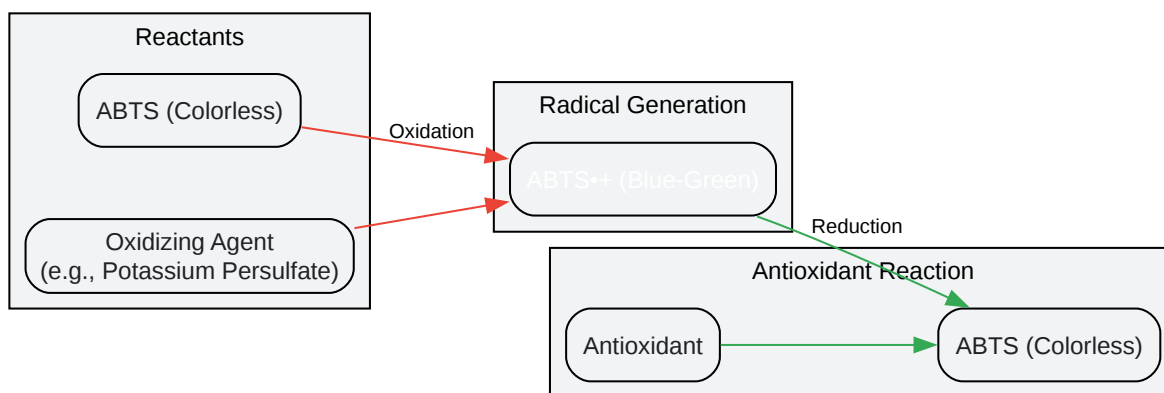 Reactants
ABTS (Colorless)
Oxidizing Agent
(e.g., Potassium Persulfate)
Oxidation
Radical Generation
ABTS•+ (Blue-Green)
Reduction
Antioxidant Reaction
Antioxidant
ABTS (Colorless)